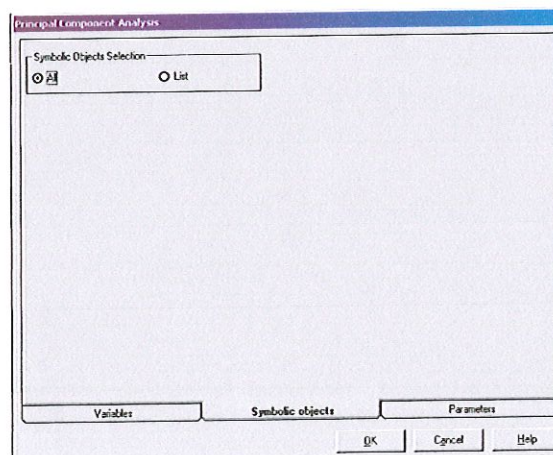 Principal Component Analysis
Symbolic Objects Selection
All List
Variables Symbolic objects Parameters
OK Cancel Help